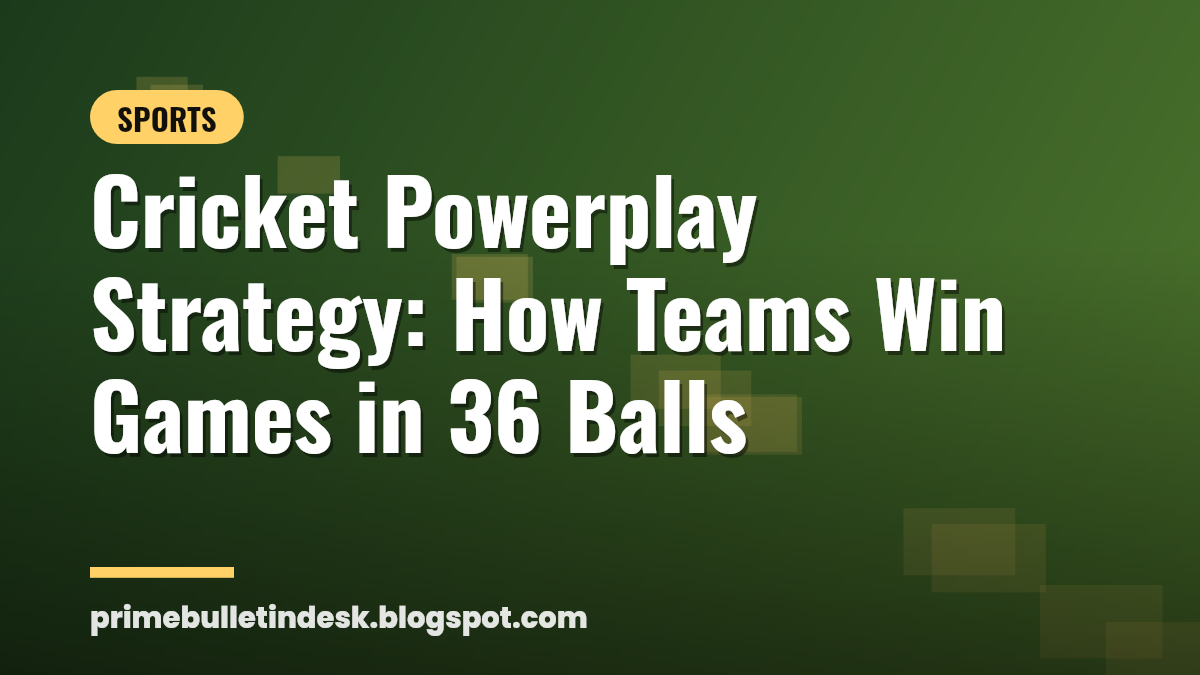 SPORTS
Cricket Powerplay
Strategy: How Teams Win
Games in 36 Balls
primebulletindesk.blogspot.com